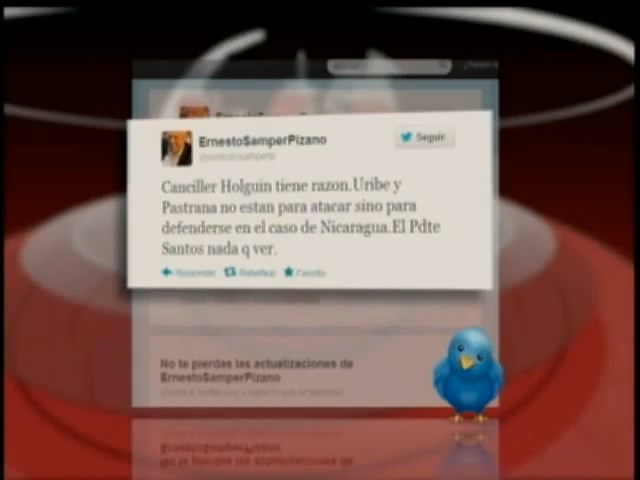 ErnestoSamperPizano
Seguir
@ernestosamperp
Canciller Holguin tiene razon.Uribe y
Pastrana no estan para atacar sino para
defenderse en el caso de Nicaragua.El Pdte
Santos nada q ver.
Responder Retwittear Favorito
No te pierdas las actualizaciones de
ErnestoSamperPizano